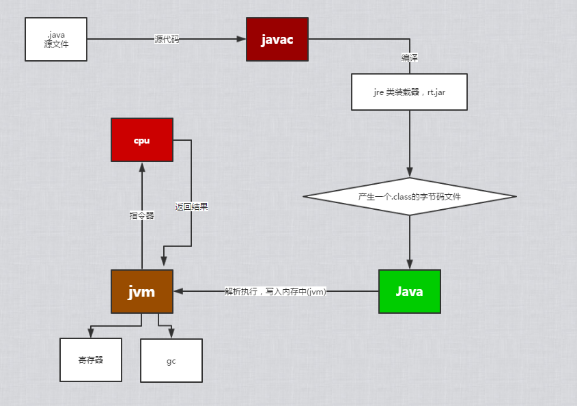 .java
源文件
源代码
javac
编译
jre 类装载器，rt.jar
cpu
产生一个.class的字节码文件
返回结果
指令器
jvm
解析执行，写入内存中(jvm)
Java
寄存器
gc